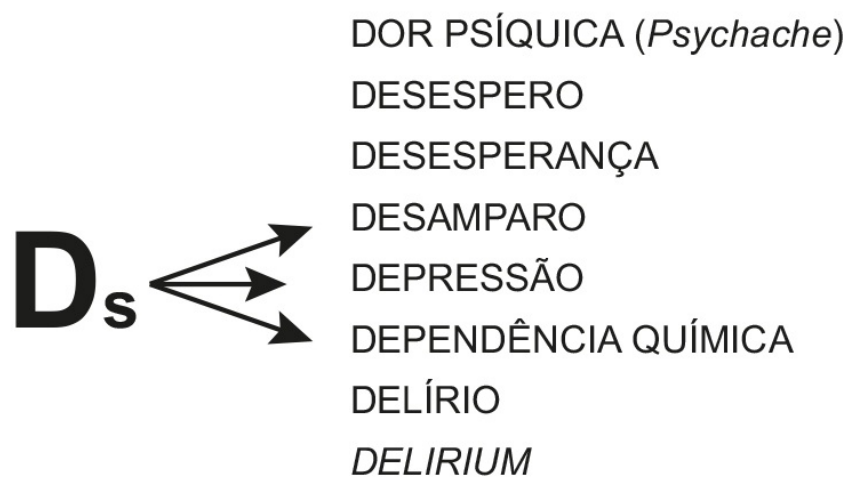 DOR PSÍQUICA (Psychache)
DESESPERO
DESESPERANÇA
DESAMPARO
Ds
DEPRESSÃO
DEPENDÊNCIA QUÍMICA
DELÍRIO
DELIRIUM